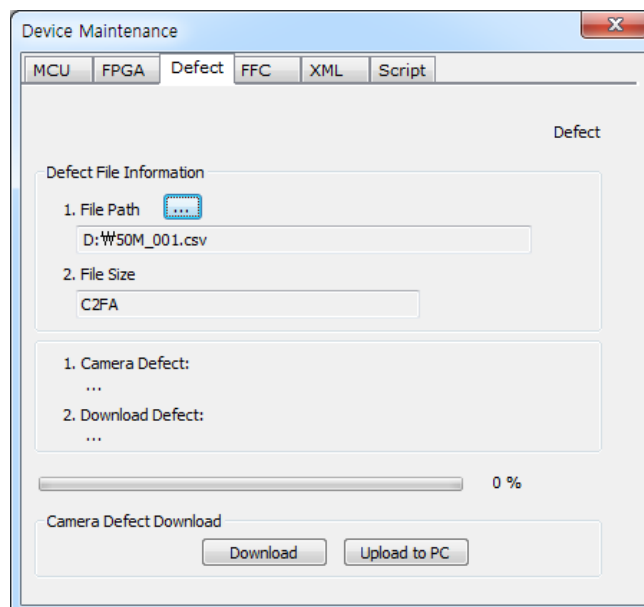 Device Maintenance
MCU FPGA Defect FFC XML Script
Defect
Defect File Information
1. File Path ...
D:₩50M_001.csv
2. File Size
C2FA
1. Camera Defect:
...
2. Download Defect:
...
0 %
Camera Defect Download
Download Upload to PC